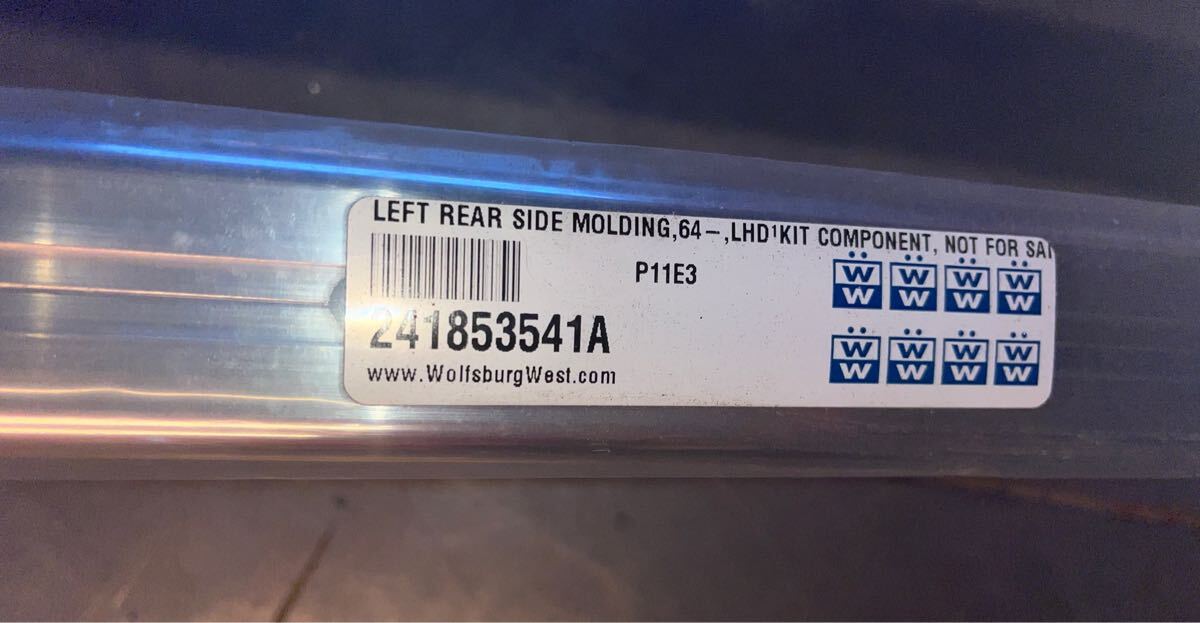 LEFT REAR SIDE MOLDING,64–,LHD¹KIT COMPONENT, NOT FOR
P11E3
241853541A
www.WolfsburgWest.com
Ẅ Ẅ Ẅ Ẅ
W W W W
Ẅ Ẅ Ẅ Ẅ
W W W W